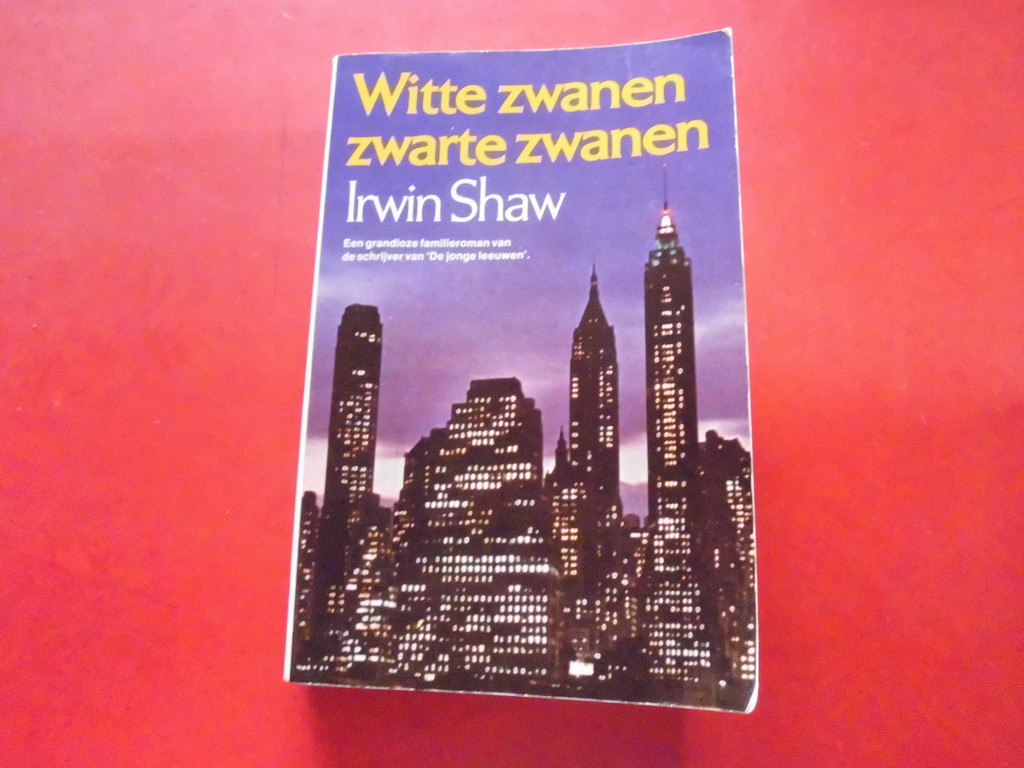 Witte zwanen
zwarte zwanen
Irwin Shaw
Een grandioze familieroman van
de schrijver van 'De jonge leeuwen'.